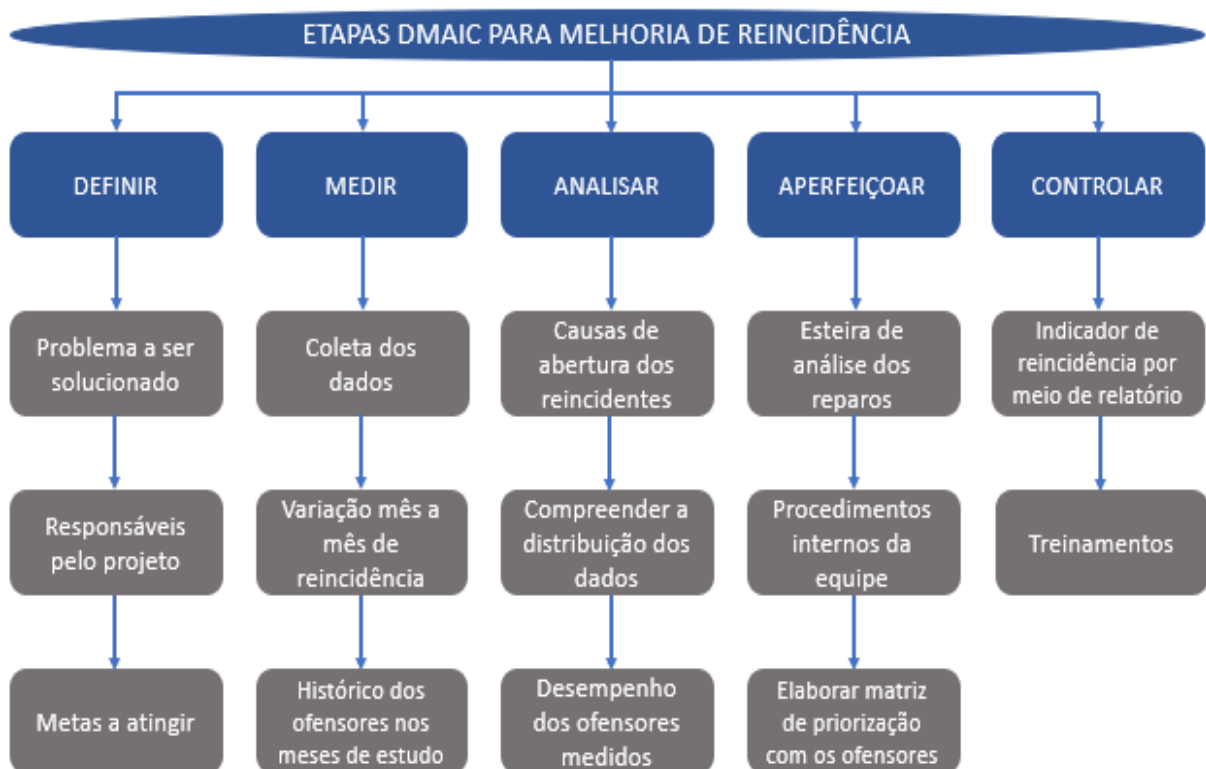 ETAPAS DMAIC PARA MELHORIA DE REINCIDÊNCIA
DEFINIR
MEDIR
ANALISAR
APERFEIÇOAR
CONTROLAR
Problema a ser
solucionado
Coleta dos
dados
Causas de
abertura dos
reincidentes
Esteira de
análise dos
reparos
Indicador de
reincidência por
meio de relatório
Responsáveis
pelo projeto
Variação mês a
mês de
reincidência
Compreender a
distribuição dos
dados
Procedimentos
internos da
equipe
Treinamentos
Metas a atingir
Histórico dos
ofensores nos
meses de estudo
Desempenho
dos ofensores
medidos
Elaborar matriz
de priorização
com os ofensores